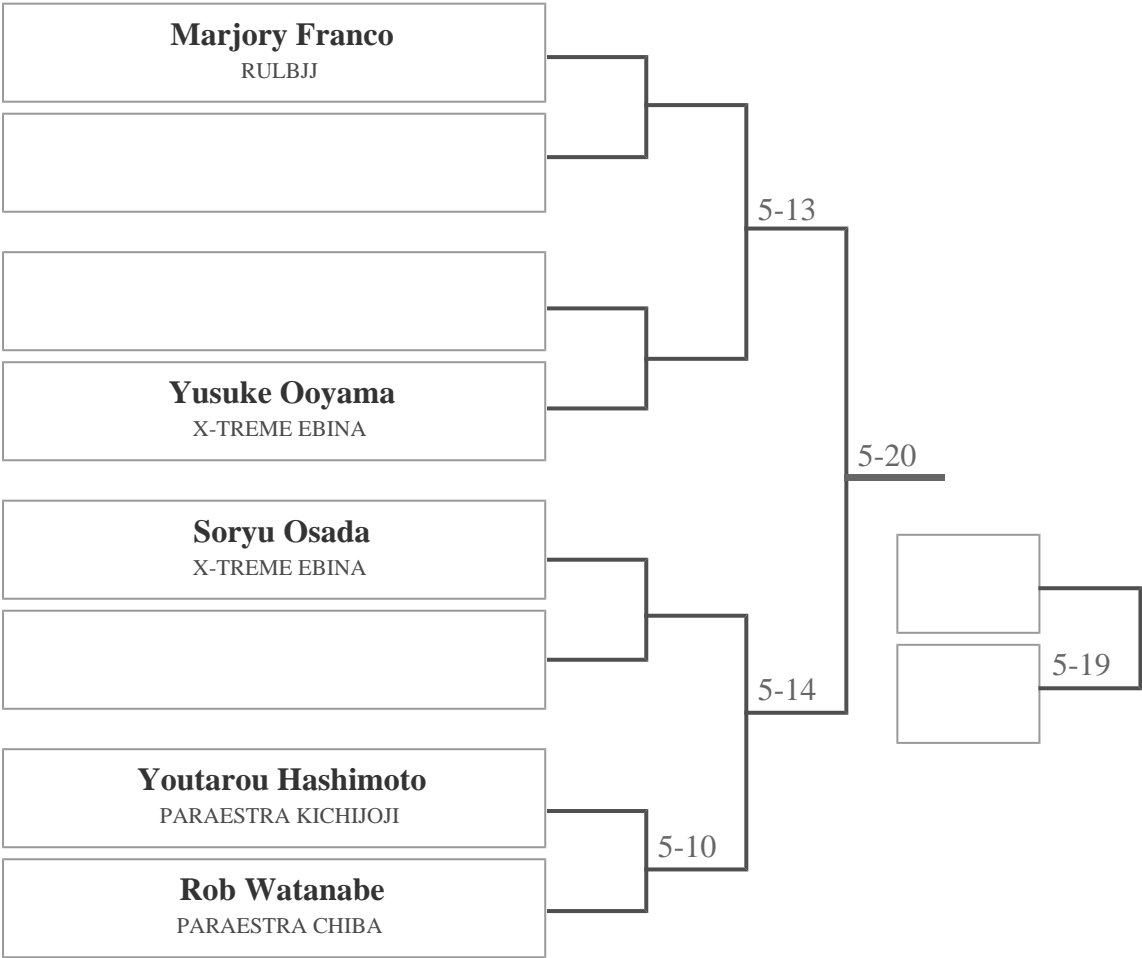 Marjory Franco
RULBJJ
5-13
Yusuke Ooyama
X-TREME EBINA
5-20
Soryu Osada
X-TREME EBINA
5-19
5-14
Youtarou Hashimoto
PARAESTRA KICHIJOJI
5-10
Rob Watanabe
PARAESTRA CHIBA